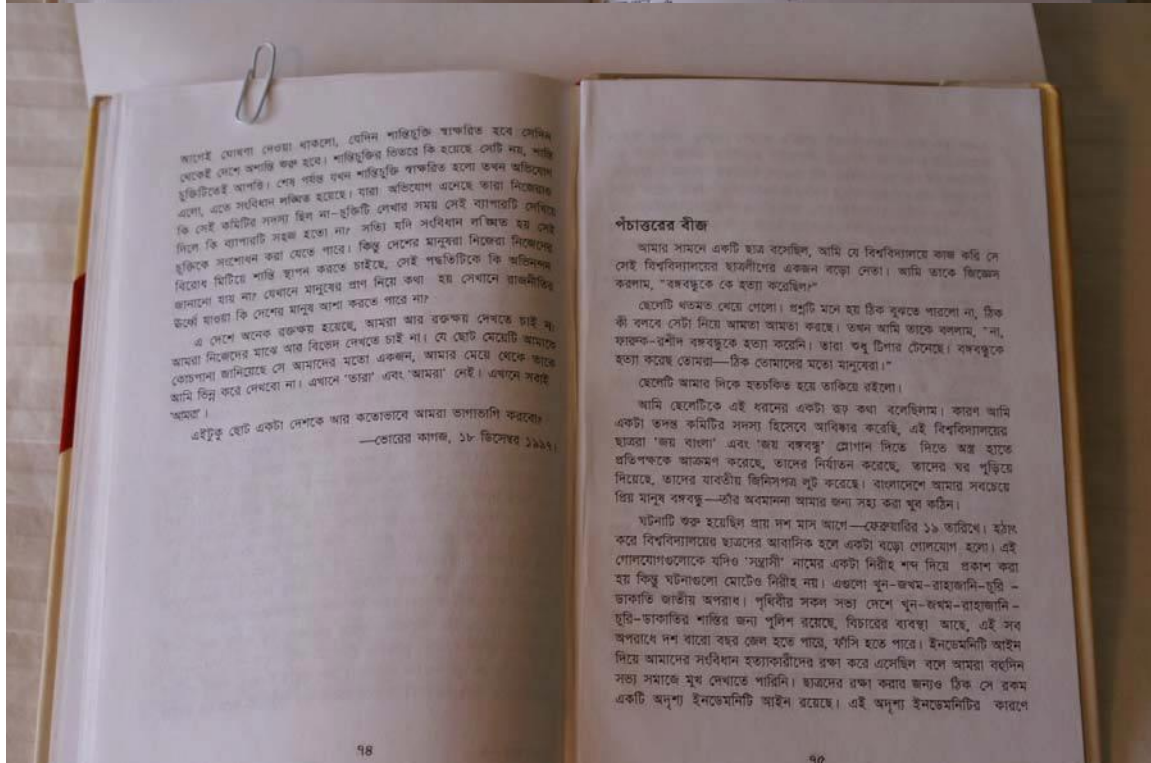 আগেই ঘোষণা দেওয়া থাকলো, যেদিন শান্তিচুক্তি স্বাক্ষরিত হবে সেদিন
থেকেই দেশে অশান্তি শুরু হবে। শান্তিচুক্তির ভিতরে কি হয়েছে সেটি নয়, শান্তি
চুক্তিটিতেই আপত্তি। শেষ পর্যন্ত যখন শান্তিচুক্তি স্বাক্ষরিত হলো তখন অভিযোগ
এলো, এতে সংবিধান লঙ্ঘিত হয়েছে। যারা অভিযোগ এনেছে তারা নিজেরাও
কি সেই কমিটির সদস্য ছিল না—চুক্তিটি লেখার সময় সেই ব্যাপারটি দেখিয়ে
দিলে কি ব্যাপারটি সহজ হতো না? সত্যি যদি সংবিধান লঙ্ঘিত হয় সেই
চুক্তিকে সংশোধন করা যেতে পারে। কিন্তু দেশের মানুষরা নিজেরা নিজেদের
বিরোধ মিটিয়ে শান্তি স্থাপন করতে চাইছে, সেই পদ্ধতিটিকে কি অভিনন্দন
জানানো যায় না? যেখানে মানুষের প্রাণ নিয়ে কথা হয় সেখানে রাজনীতির
ঊর্ধ্বে যাওয়া কি দেশের মানুষ আশা করতে পারে না?
এ দেশে অনেক রক্তক্ষয় হয়েছে, আমরা আর রক্তক্ষয় দেখতে চাই না।
আমরা নিজেদের মাঝে আর বিভেদ দেখতে চাই না। যে ছোট মেয়েটি আমাকে
কোচপানা জানিয়েছে সে আমাদের মতো একজন, আমার মেয়ে থেকে তাকে
আমি ভিন্ন করে দেখবো না। এখানে 'তারা' এবং 'আমরা' নেই। এখানে সবাই
'আমরা'।
এইটুকু ছোট একটা দেশকে আর কতোভাবে আমরা ভাগাভাগি করবো?
—ভোরের কাগজ, ১৮ ডিসেম্বর ১৯৯৭।
৭৪
পঁচাত্তরের বীজ
আমার সামনে একটি ছাত্র বসেছিল, আমি যে বিশ্ববিদ্যালয়ে কাজ করি সে
সেই বিশ্ববিদ্যালয়ের ছাত্রলীগের একজন বড়ো নেতা। আমি তাকে জিজ্ঞেস
করলাম, "বঙ্গবন্ধুকে কে হত্যা করেছিল?"
ছেলেটি থতমত খেয়ে গেলো। প্রশ্নটি মনে হয় ঠিক বুঝতে পারলো না, ঠিক
কী বলবে সেটা নিয়ে আমতা আমতা করছে। তখন আমি তাকে বললাম, "না,
ফারুক-রশীদ বঙ্গবন্ধুকে হত্যা করেনি। তারা শুধু ট্রিগার টেনেছে। বঙ্গবন্ধুকে
হত্যা করেছ তোমরা—ঠিক তোমাদের মতো মানুষেরা।"
ছেলেটি আমার দিকে হতচকিত হয়ে তাকিয়ে রইলো।
আমি ছেলেটিকে এই ধরনের একটা রূঢ় কথা বলেছিলাম। কারণ আমি
একটা তদন্ত কমিটির সদস্য হিসেবে আবিষ্কার করেছি, এই বিশ্ববিদ্যালয়ের
ছাত্ররা 'জয় বাংলা' এবং 'জয় বঙ্গবন্ধু' স্লোগান দিতে দিতে অস্ত্র হাতে
প্রতিপক্ষকে আক্রমণ করেছে, তাদের নির্যাতন করেছে, তাদের ঘর পুড়িয়ে
দিয়েছে, তাদের যাবতীয় জিনিসপত্র লুট করেছে। বাংলাদেশে আমার সবচেয়ে
প্রিয় মানুষ বঙ্গবন্ধু—তাঁর অবমাননা আমার জন্য সহ্য করা খুব কঠিন।
ঘটনাটি শুরু হয়েছিল প্রায় দশ মাস আগে—ফেব্রুয়ারির ১৯ তারিখে। হঠাৎ
করে বিশ্ববিদ্যালয়ের ছাত্রদের আবাসিক হলে একটা বড়ো গোলযোগ হলো। এই
গোলযোগগুলোকে যদিও 'সন্ত্রাসী' নামের একটা নিরীহ শব্দ দিয়ে প্রকাশ করা
হয় কিন্তু ঘটনাগুলো মোটেও নিরীহ নয়। এগুলো খুন-জখম-রাহাজানি-চুরি -
ডাকাতি জাতীয় অপরাধ। পৃথিবীর সকল সভ্য দেশে খুন-জখম-রাহাজানি-
চুরি-ডাকাতির শাস্তির জন্য পুলিশ রয়েছে, বিচারের ব্যবস্থা আছে, এই সব
অপরাধে দশ বারো বছর জেল হতে পারে, ফাঁসি হতে পারে। ইনডেমনিটি আইন
দিয়ে আমাদের সংবিধান হত্যাকারীদের রক্ষা করে এসেছিল বলে আমরা বহুদিন
সভ্য সমাজে মুখ দেখাতে পারিনি। ছাত্রদের রক্ষা করার জন্যও ঠিক সে রকম
একটি অদৃশ্য ইনডেমনিটি আইন রয়েছে। এই অদৃশ্য ইনডেমনিটির কারণে
৭৫